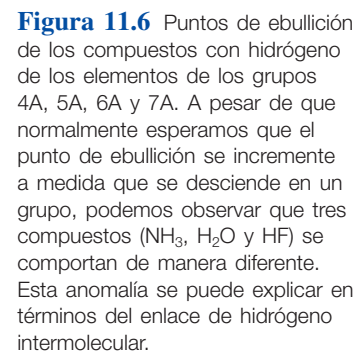 Figura 11.6 Puntos de ebullición
de los compuestos con hidrógeno
de los elementos de los grupos
4A, 5A, 6A y 7A. A pesar de que
normalmente esperamos que el
punto de ebullición se incremente
a medida que se desciende en un
grupo, podemos observar que tres
compuestos (NH₃, H₂O y HF) se
comportan de manera diferente.
Esta anomalía se puede explicar en
términos del enlace de hidrógeno
intermolecular.